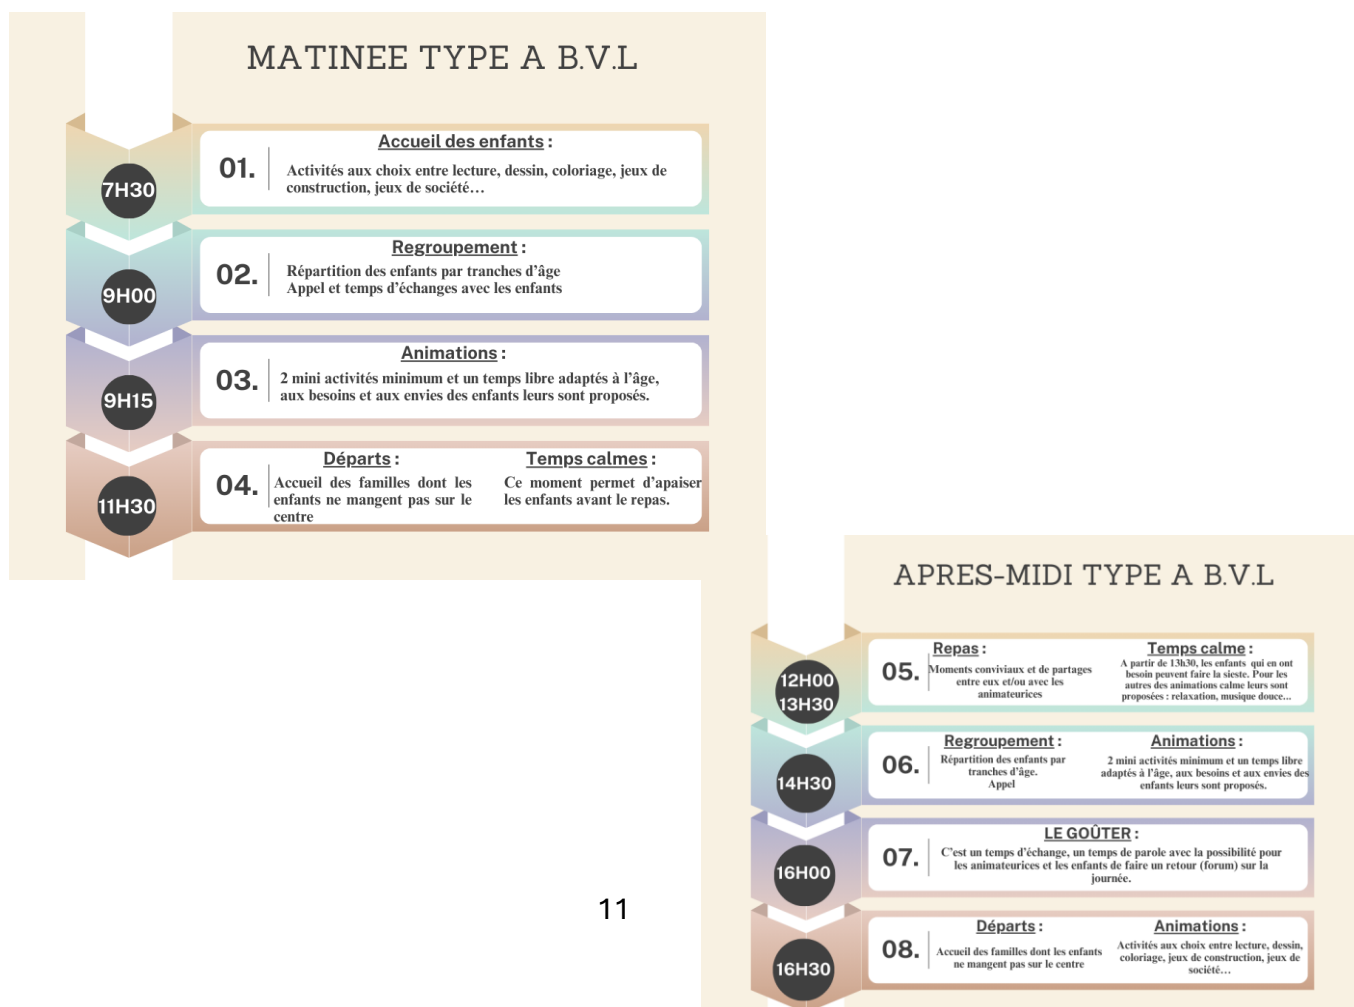 MATINEE TYPE A B.V.L
7H30
01.
Accueil des enfants :
Activités aux choix entre lecture, dessin, coloriage, jeux de
construction, jeux de société…
9H00
02.
Regroupement :
Répartition des enfants par tranches d’âge
Appel et temps d’échanges avec les enfants
9H15
03.
Animations :
2 mini activités minimum et un temps libre adaptés à l’âge,
aux besoins et aux envies des enfants leurs sont proposés.
11H30
04.
Départs :
Accueil des familles dont les
enfants ne mangent pas sur le
centre
Temps calmes :
Ce moment permet d’apaiser
les enfants avant le repas.
APRES-MIDI TYPE A B.V.L
12H00
13H30
05.
Repas :
Moments conviviaux et de partages
entre eux et/ou avec les
animateurices
Temps calme :
A partir de 13h30, les enfants qui en ont
besoin peuvent faire la sieste. Pour les
autres des animations calme leurs sont
proposées : relaxation, musique douce…
14H30
06.
Regroupement :
Répartition des enfants par
tranches d’âge.
Appel
Animations :
2 mini activités minimum et un temps libre
adaptés à l’âge, aux besoins et aux envies des
enfants leurs sont proposés.
16H00
07.
LE GOÛTER :
C’est un temps d’échange, un temps de parole avec la possibilité pour
les animateurices et les enfants de faire un retour (forum) sur la
journée.
16H30
08.
Départs :
Accueil des familles dont les enfants
ne mangent pas sur le centre
Animations :
Activités aux choix entre lecture, dessin,
coloriage, jeux de construction, jeux de
société…
11